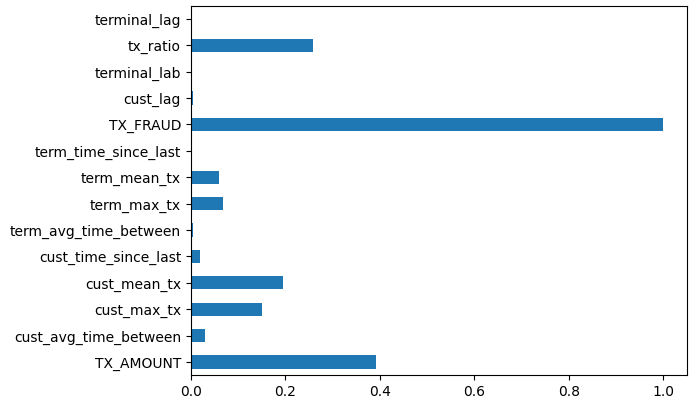 terminal_lag
tx_ratio
terminal_lab
cust_lag
TX_FRAUD
term_time_since_last
term_mean_tx
term_max_tx
term_avg_time_between
cust_time_since_last
cust_mean_tx
cust_max_tx
cust_avg_time_between
TX_AMOUNT
0.0 0.2 0.4 0.6 0.8 1.0